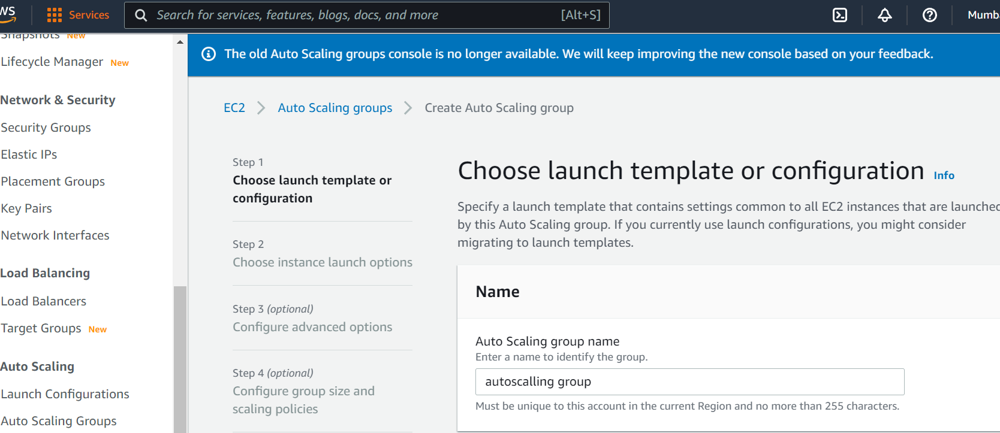 WS
Services
Search for services, features, blogs, docs, and more
[Alt+S]
Mumb
Snapshots New
Lifecycle Manager New
Network & Security
Security Groups
Elastic IPs
Placement Groups
Key Pairs
Network Interfaces
Load Balancing
Load Balancers
Target Groups New
Auto Scaling
Launch Configurations
Auto Scaling Groups
The old Auto Scaling groups console is no longer available. We will keep improving the new console based on your feedback.
EC2 > Auto Scaling groups > Create Auto Scaling group
Step 1
Choose launch template or
configuration
Step 2
Choose instance launch options
Step 3 (optional)
Configure advanced options
Step 4 (optional)
Configure group size and
scaling policies
Choose launch template or configuration Info
Specify a launch template that contains settings common to all EC2 instances that are launched
by this Auto Scaling group. If you currently use launch configurations, you might consider
migrating to launch templates.
Name
Auto Scaling group name
Enter a name to identify the group.
autoscalling group
Must be unique to this account in the current Region and no more than 255 characters.